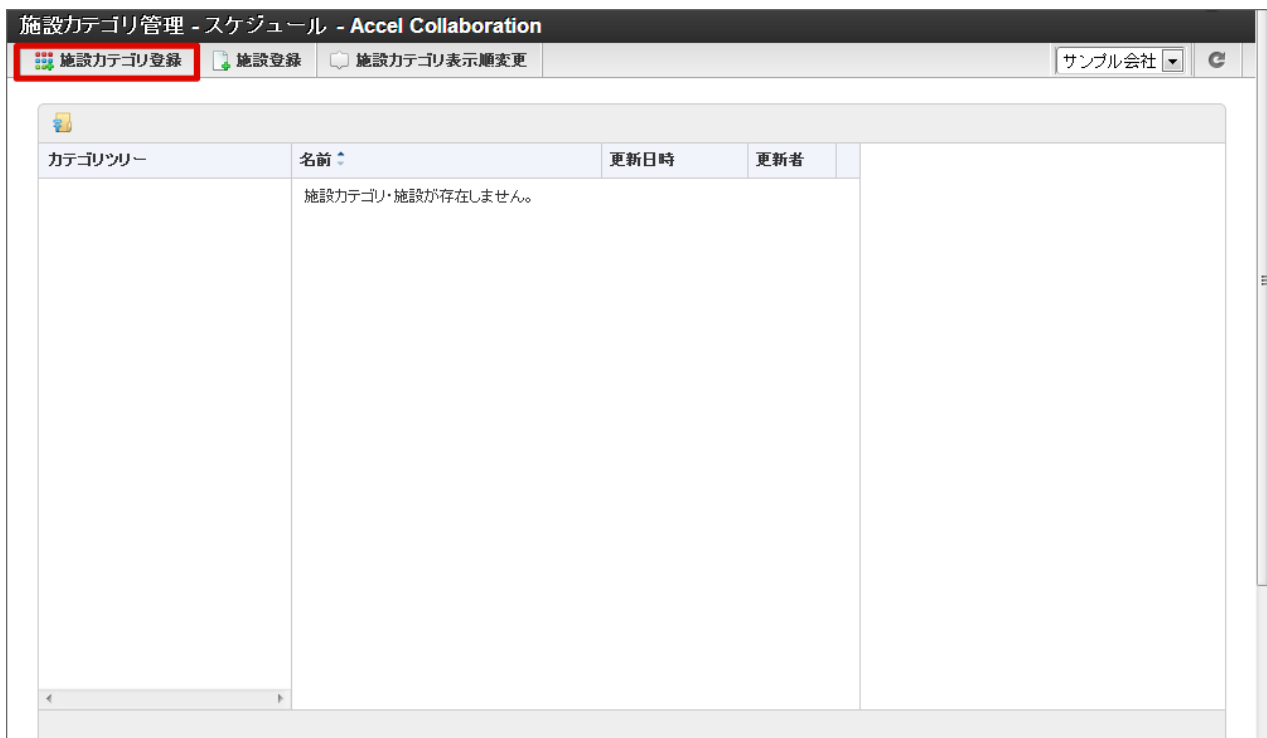 施設カテゴリ管理 - スケジュール - Accel Collaboration
施設カテゴリ登録 施設登録 施設カテゴリ表示順変更 サンプル会社
カテゴリツリー 名前 更新日時 更新者
施設カテゴリ・施設が存在しません。